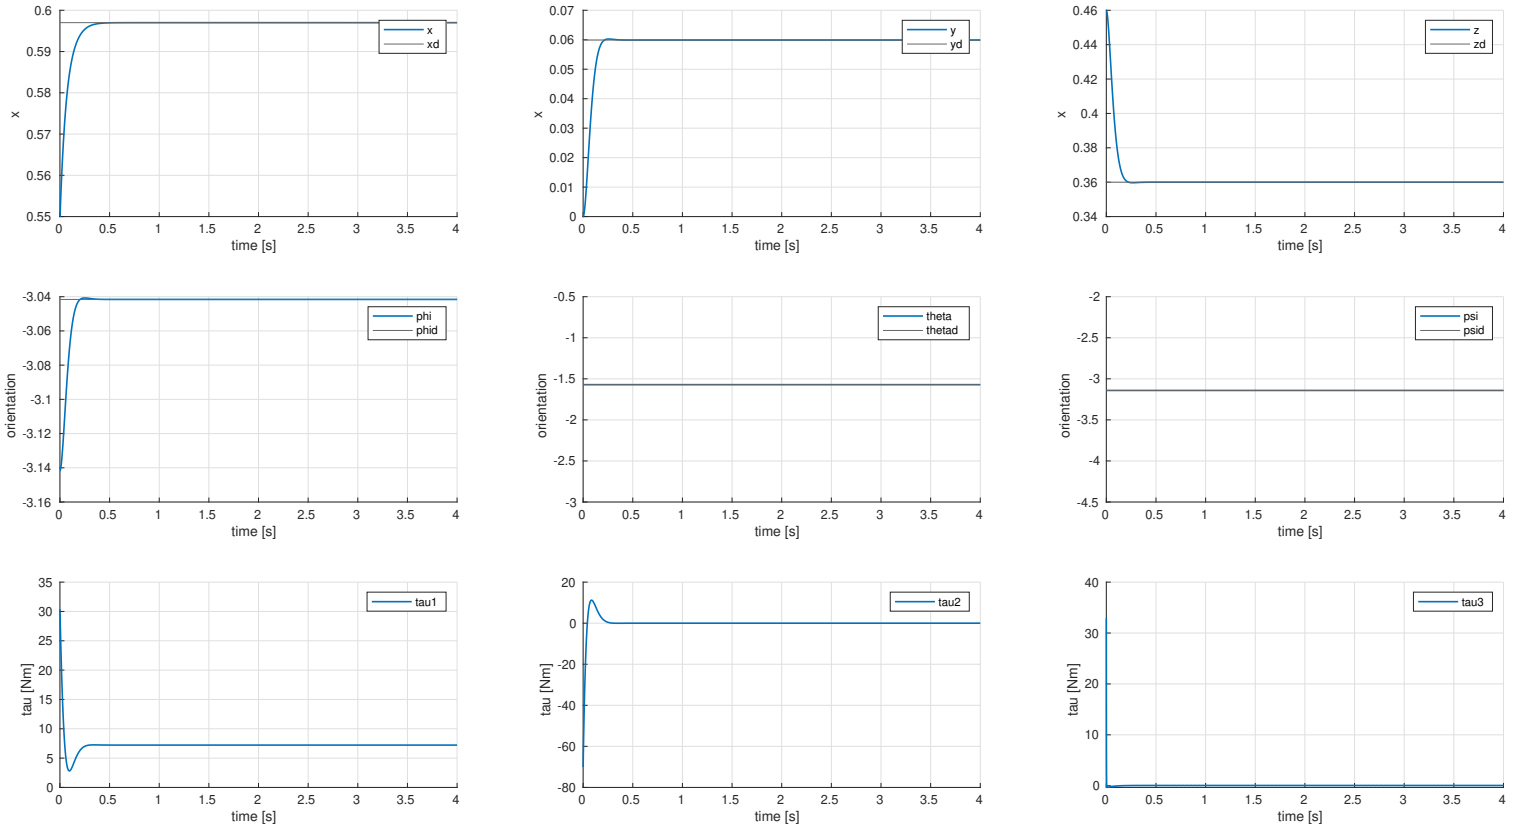 0.6
0.59
0.58
0.57
0.56
0.55
x
x
xd
0 0.5 1 1.5 2 2.5 3 3.5 4
time [s]
0.07
0.06
0.05
0.04
0.03
0.02
0.01
0
x
y
yd
0 0.5 1 1.5 2 2.5 3 3.5 4
time [s]
0.46
0.44
0.42
0.4
0.38
0.36
0.34
x
z
zd
0 0.5 1 1.5 2 2.5 3 3.5 4
time [s]
-3.04
-3.06
-3.08
-3.1
-3.12
-3.14
-3.16
orientation
phi
phid
0 0.5 1 1.5 2 2.5 3 3.5 4
time [s]
-0.5
-1
-1.5
-2
-2.5
-3
orientation
theta
thetad
0 0.5 1 1.5 2 2.5 3 3.5 4
time [s]
-2
-2.5
-3
-3.5
-4
-4.5
orientation
psi
psid
0 0.5 1 1.5 2 2.5 3 3.5 4
time [s]
35
30
25
20
15
10
5
0
tau [Nm]
tau1
0 0.5 1 1.5 2 2.5 3 3.5 4
time [s]
20
0
-20
-40
-60
-80
tau [Nm]
tau2
0 0.5 1 1.5 2 2.5 3 3.5 4
time [s]
40
30
20
10
0
tau [Nm]
tau3
0 0.5 1 1.5 2 2.5 3 3.5 4
time [s]